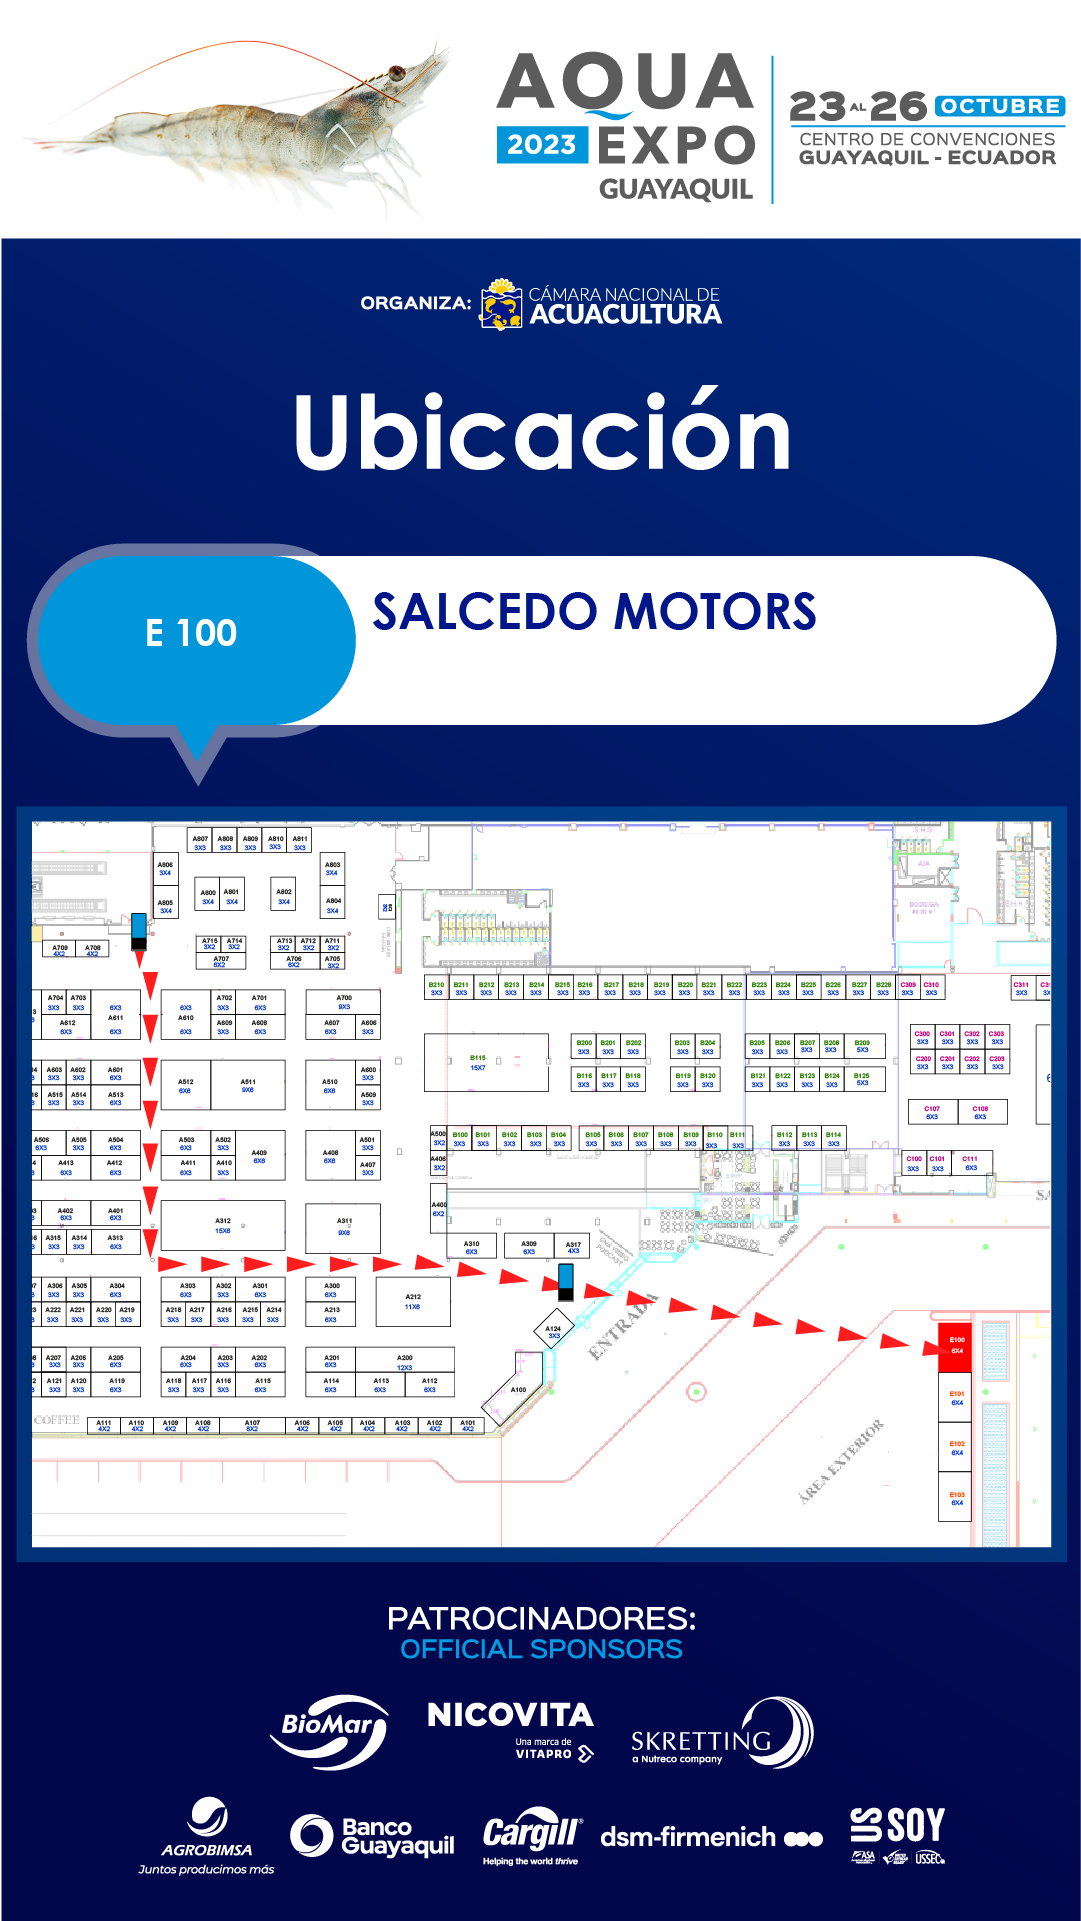 AQUA
2023 EXPO
GUAYAQUIL
23 AL 26 OCTUBRE
CENTRO DE CONVENCIONES
GUAYAQUIL - ECUADOR
ORGANIZA:
CÁMARA NACIONAL DE
ACUACULTURA
Ubicación
E 100
SALCEDO MOTORS
A807 A808 A809 A810 A811
3X3 3X3 3X3 3X3 3X3
A806 A803
3X4 3X4
A800 A801 A802
3X4 3X4 3X4
A805 A804
3X4 3X4
A715 A714 A713 A712 A711
3X2 3X2 3X2 3X2 3X2
A709 A708 A707 A706 A705
4X2 4X2 6X2 6X2 3X2
BODEGA
B210 B211 B212 B213 B214 B215 B216 B217 B218 B219 B220 B221 B222 B223 B224 B225 B226 B227 B228 C309 C310 C311
3X3 3X3 3X3 3X3 3X3 3X3 3X3 3X3 3X3 3X3 3X3 3X3 3X3 3X3 3X3 3X3 3X3 3X3 3X3 3X3 3X3 3X3
A704 A703 A702 A701 A700
3X3 3X3 6X3 3X3 6X3 9X3
A612 A611 A610 A609 A608 A607 A606
6X3 6X3 6X3 3X3 6X3 6X3 3X3
B115
15X7
B200 B201 B202 B203 B204 B205 B206 B207 B208 B209
3X3 3X3 3X3 3X3 3X3 3X3 3X3 3X3 3X3 5X3
C300 C301 C302 C303
3X3 3X3 3X3 3X3
C200 C201 C202 C203
3X3 3X3 3X3 3X3
B116 B117 B118 B119 B120 B121 B122 B123 B124 B125
3X3 3X3 3X3 3X3 3X3 3X3 3X3 3X3 3X3 5X3
A603 A602 A601 A600
3X3 3X3 6X3 3X3
A512 A511 A510
6X6 9X6 6X6
A515 A514 A513 A509
3X3 3X3 6X3 3X3
C107 C108
6X3 6X3
A506 A505 A504 A503 A502 A501
6X3 3X3 6X3 6X3 3X3 3X3
A409 A408
6X6 6X6
A413 A412 A411 A410 A407
6X3 6X3 6X3 3X3 3X3
A500 B100 B101 B102 B103 B104 B105 B106 B107 B108 B109 B110 B111 B112 B113 B114
3X2 3X3 3X3 3X3 3X3 3X3 3X3 3X3 3X3 3X3 3X3 3X3 3X3 3X3 3X3 3X3
A406
3X2
C100 C101 C111
3X3 3X3 6X3
A400
6X2
A402 A401
6X3 6X3
A312 A311
15X6 9X6
A315 A314 A313
3X3 3X3 6X3
A310 A309 A317
6X3 6X3 4X3
A306 A305 A304 A303 A302 A301 A300
3X3 3X3 6X3 6X3 3X3 6X3 6X3
A212
11X6
A222 A221 A220 A219 A218 A217 A216 A215 A214 A213
3X3 3X3 3X3 3X3 3X3 3X3 3X3 3X3 3X3 6X3
A124
3X3
ENTRADA
E100
6X4
A207 A206 A205 A204 A203 A202 A201 A200
3X3 3X3 6X3 6X3 3X3 6X3 6X3 12X3
A121 A120 A119 A118 A117 A116 A115 A114 A113 A112
3X3 3X3 6X3 3X3 3X3 3X3 6X3 6X3 6X3 6X3
A100
E101
6X4
COFFEE
A111 A110 A109 A108 A107 A106 A105 A104 A103 A102 A101
4X2 4X2 4X2 4X2 8X2 4X2 4X2 4X2 4X2 4X2 4X2
ÁREA EXTERIOR
E102
6X4
E103
6X4
PATROCINADORES:
OFFICIAL SPONSORS
BioMar
NICOVITA
Una marca de
VITAPRO
SKRETTING
a Nutreco company
AGROBIMSA
Juntos producimos más
Banco
Guayaquil
Cargill®
Helping the world thrive
dsm-firmenich
US SOY
ASA
USSEC